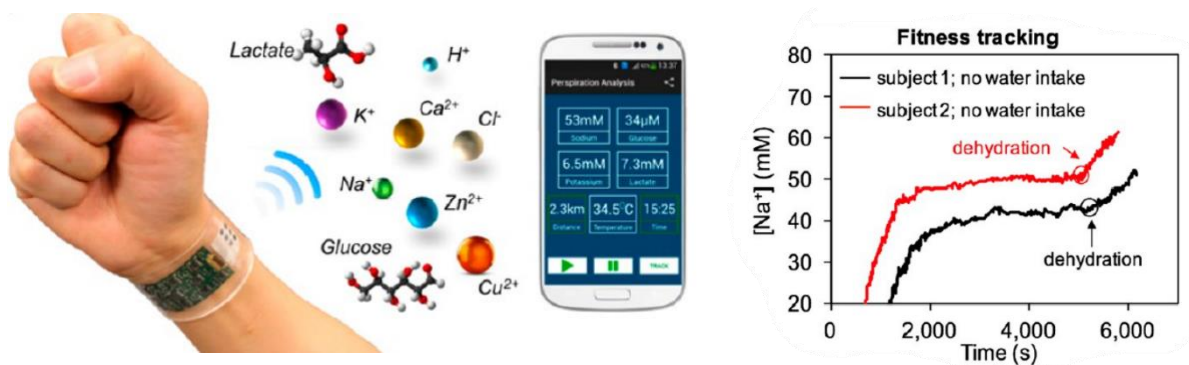 Lactate
H⁺
K⁺
Ca²⁺
Cl⁻
Na⁺
Zn²⁺
Glucose
Cu²⁺
13:37
Perspiration Analysis
53mM
Sodium
34μM
Glucose
6.5mM
Potassium
7.3mM
Lactate
2.3km
Distance
34.5°C
Temperature
15:25
Time
TRACK
Fitness tracking
subject 1; no water intake
subject 2; no water intake
dehydration
dehydration
[Na⁺] (mM)
80
70
60
50
40
30
20
0
2,000
4,000
6,000
Time (s)